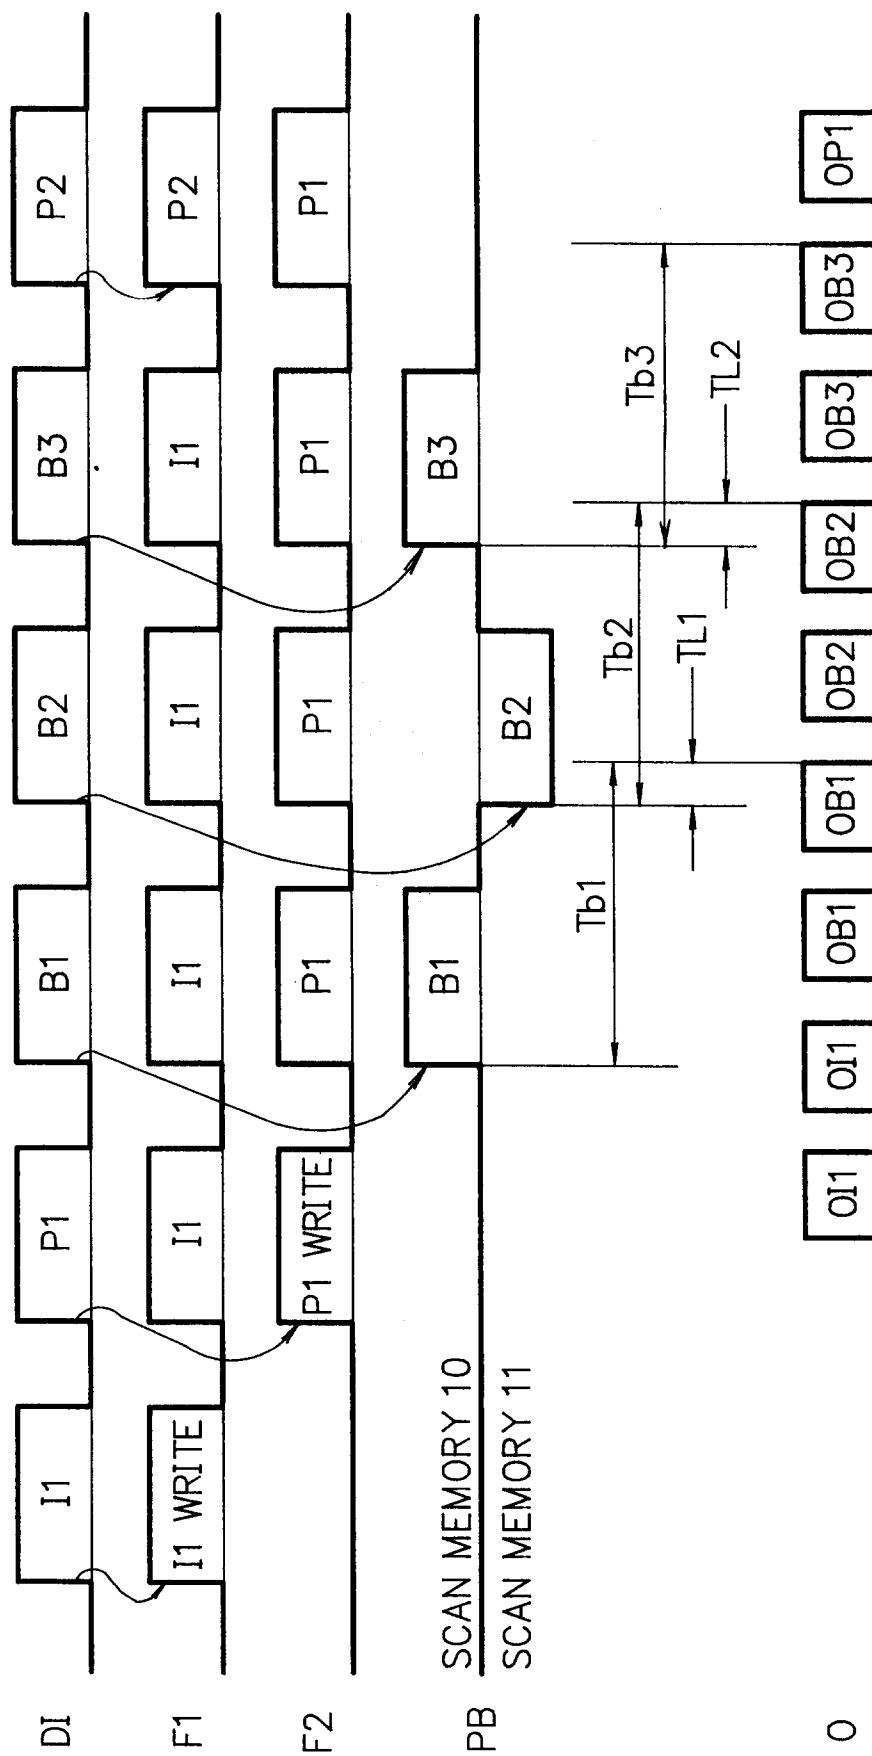 DI I1 P1 B1 B2 B3 P2
F1 I1 WRITE I1 I1 I1 I1 P2
F2 P1 WRITE P1 P1 P1 P1
SCAN MEMORY 10 B1 B3
PB
SCAN MEMORY 11 B2
Tb1 Tb2 Tb3
TL1 TL2
O OI1 OI1 OB1 OB1 OB2 OB2 OB3 OB3 OP1